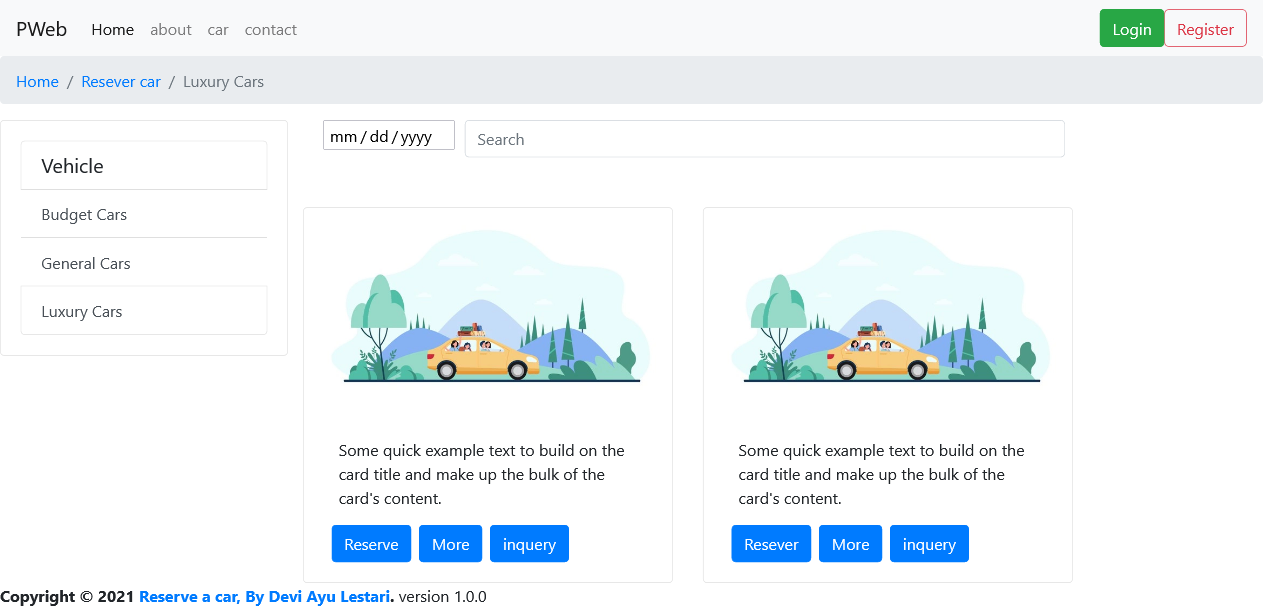 PWeb Home about car contact Login Register
Home / Resever car / Luxury Cars
mm/dd/yyyy Search
Vehicle
Budget Cars
General Cars
Luxury Cars
Some quick example text to build on the
card title and make up the bulk of the
card's content.
Reserve More inquery
Some quick example text to build on the
card title and make up the bulk of the
card's content.
Resever More inquery
Copyright © 2021 Reserve a car, By Devi Ayu Lestari. version 1.0.0